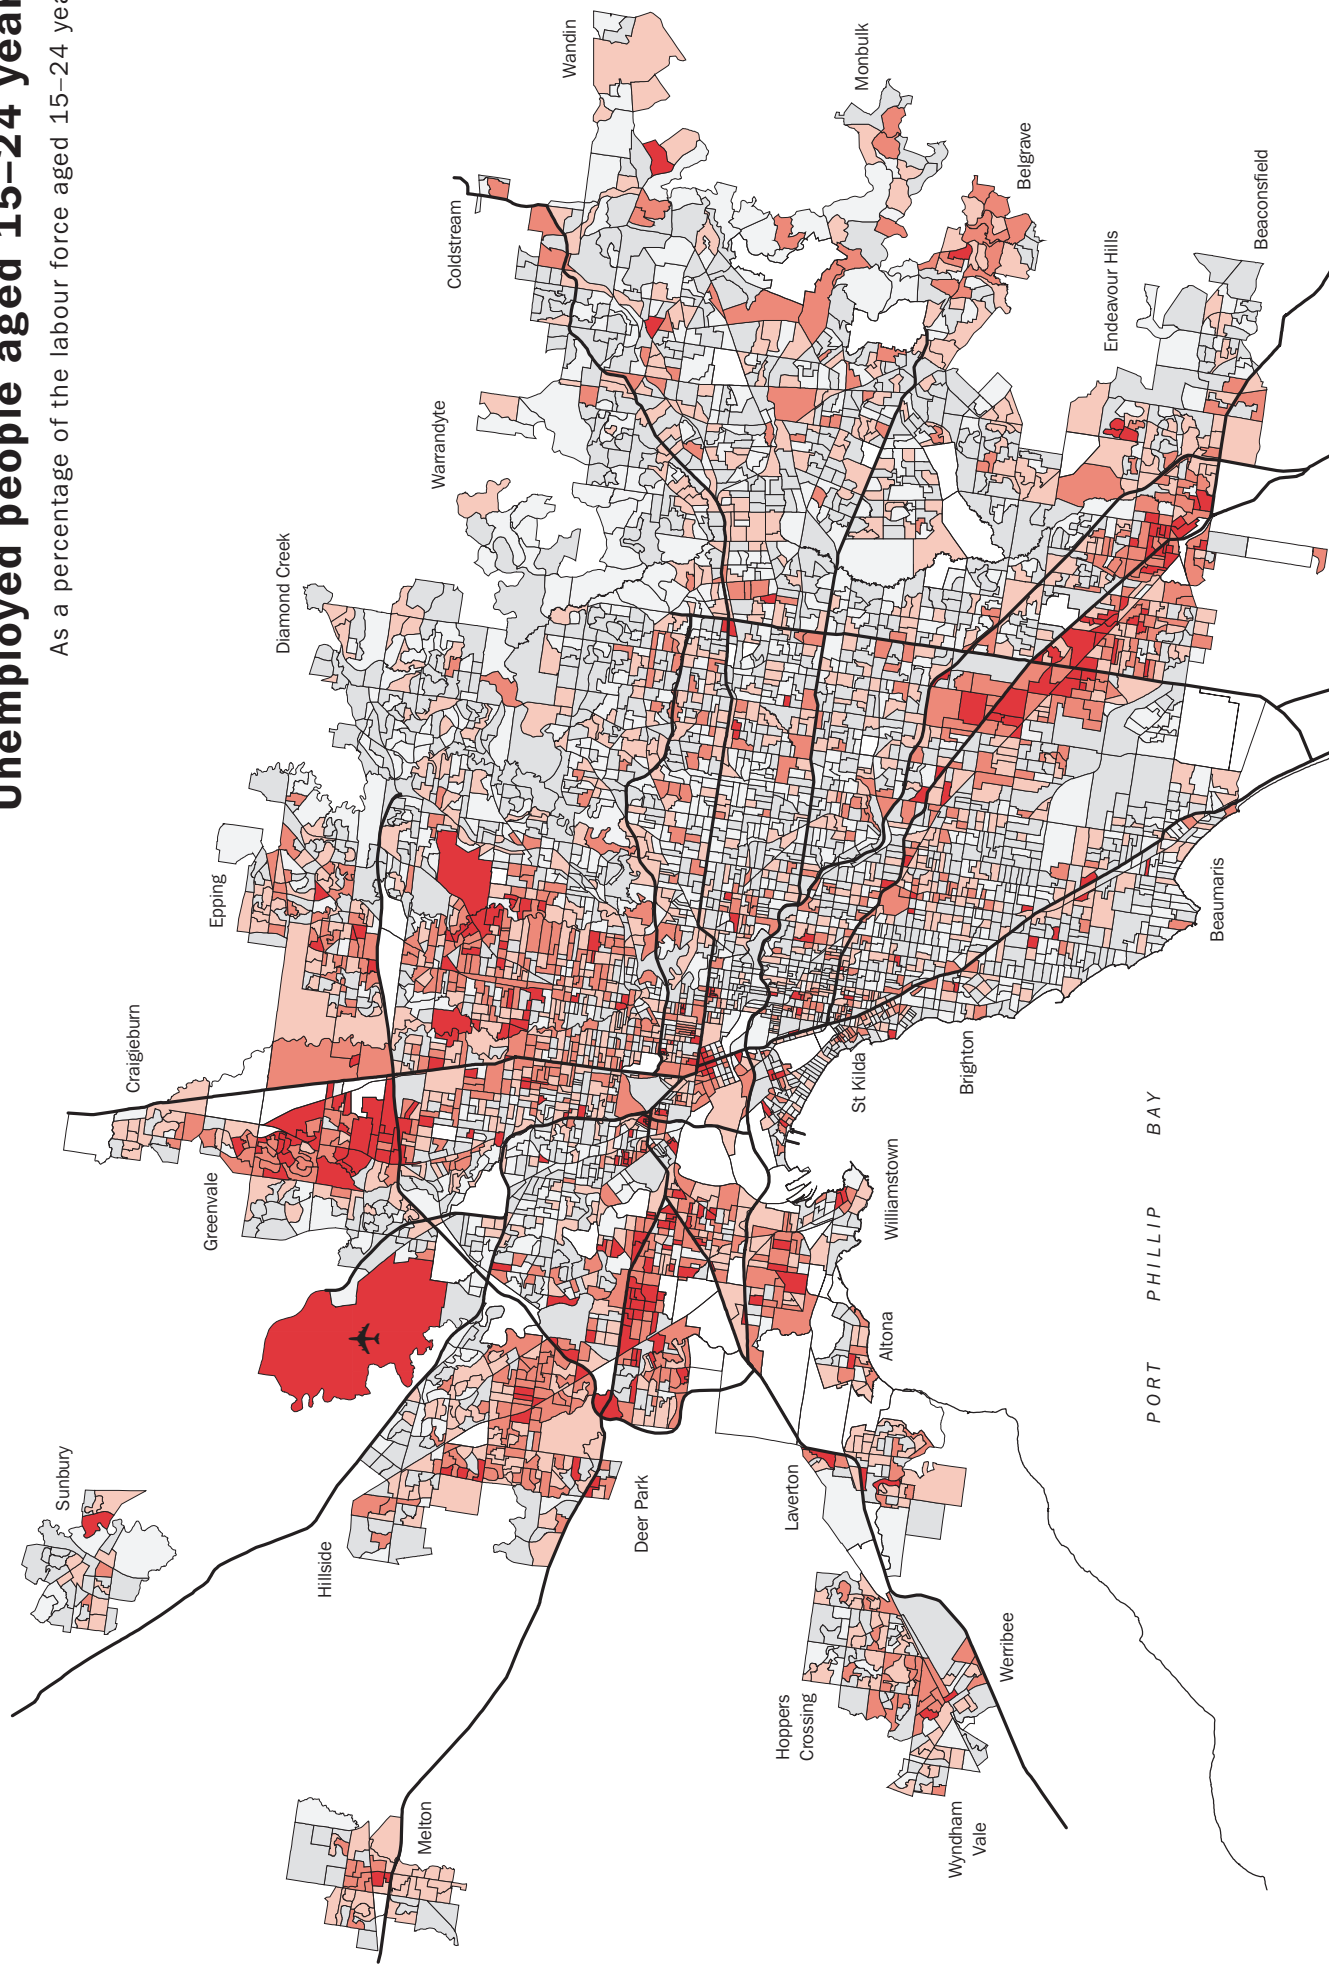 Unemployed people aged 15–24 year
As a percentage of the labour force aged 15–24 yea
Sunbury
Craigieburn
Epping
Greenvale
Diamond Creek
Hillside
Melton
Warrandyte
Coldstream
Wandin
Deer Park
Laverton
Hoppers
Crossing
Monbulk
St Kilda
Altona
Williamstown
Wyndham
Vale
Brighton
Werribee
Belgrave
Endeavour Hills
PORT PHILLIP BAY
Beaumaris
Beaconsfield